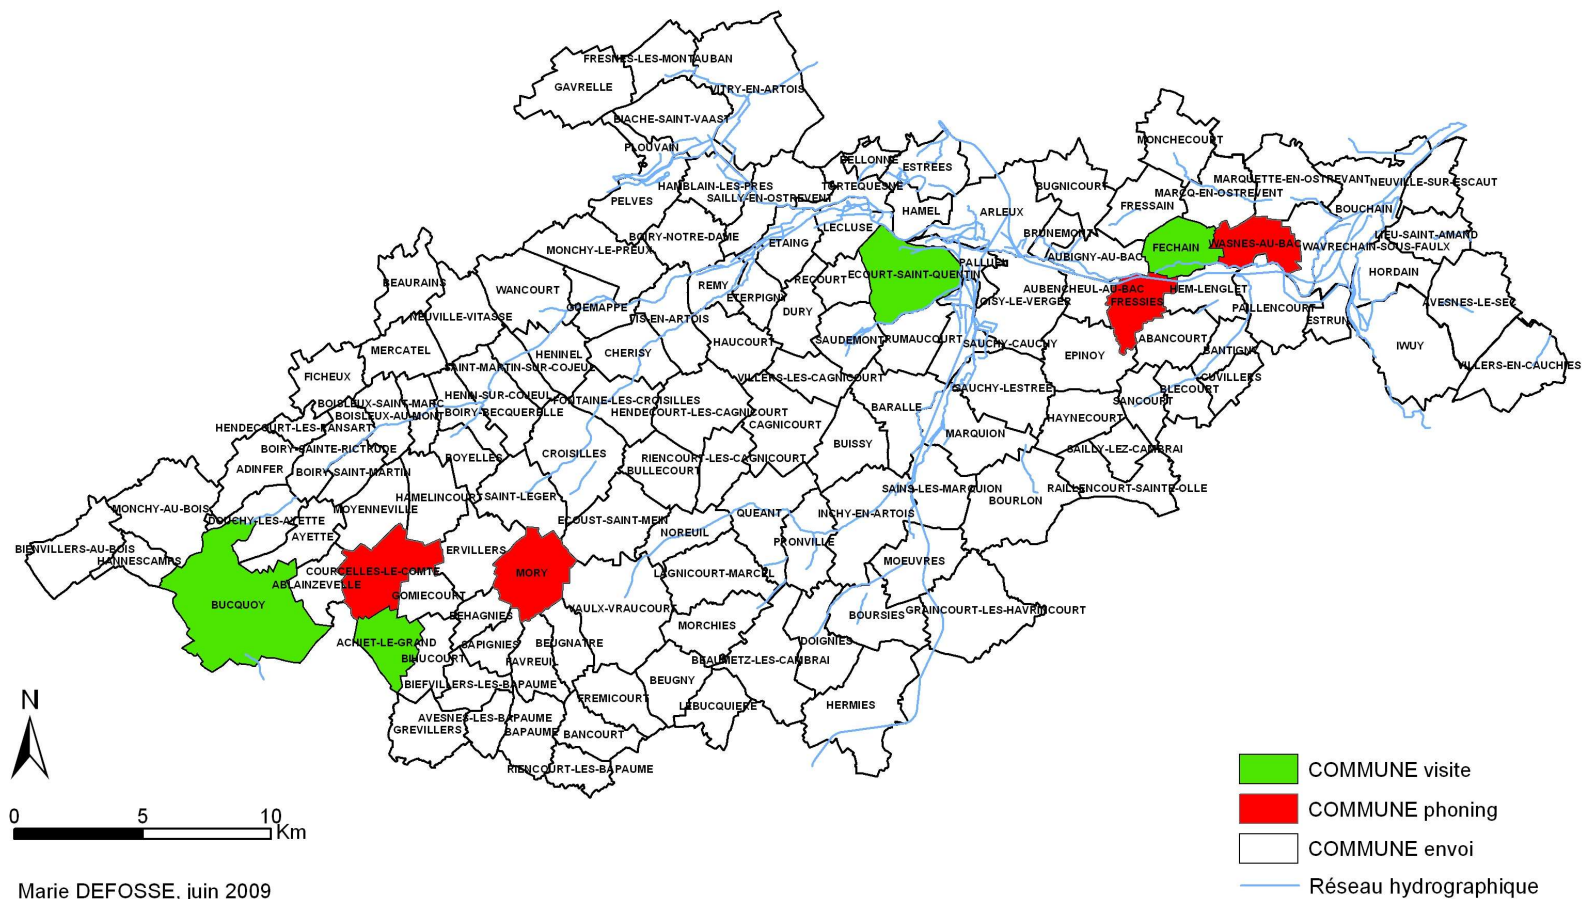 FRESNES-LES-MONTAUBAN
GAVRELLE
VITRY-EN-ARTOIS
BIACHE-SAINT-VAAST
PLOUVAIN
MONCHECOURT
BELLONNE
ESTREES
HAMBLAIN-LES-PRES
TORTEQUESNE
SAILLY-EN-OSTREVENT
BUGNICOURT
MARQUETTE-EN-OSTREVANT
NEUVILLE-SUR-ESCAUT
MARCQ-EN-OSTREVENT
PELVES
HAMEL
ARLEUX
FRESSAIN
BOUCHAIN
LECLUSE
BRUNEMONT
LIEU-SAINT-AMAND
BOIRY-NOTRE-DAME
ETAING
MONCHY-LE-PREUX
FECHAIN
WASNES-AU-BAC
WAVRECHAIN-SOUS-FAULX
AUBIGNY-AU-BAC
PALLUEL
HORDAIN
BEAURAINS
WANCOURT
REMY
RECOURT
ECOURT-SAINT-QUENTIN
AUBENCHEUL-AU-BAC
HEM-LENGLET
ETERPIGNY
OISY-LE-VERGER
FRESSIES
AVESNES-LE-SEC
GUEMAPPE
DURY
PAILLENCOURT
NEUVILLE-VITASSE
VIS-EN-ARTOIS
ESTRUN
HAUCOURT
SAUDEMONT
RUMAUCOURT
SAUCHY-CAUCHY
ABANCOURT
IWUY
MERCATEL
HENINEL
CHERISY
EPINOY
BANTIGNY
SAINT-MARTIN-SUR-COJEUL
VILLERS-EN-CAUCHIES
FICHEUX
VILLERS-LES-CAGNICOURT
CUVILLERS
SAUCHY-LESTREE
BLECOURT
HENIN-SUR-COJEUL
FONTAINE-LES-CROISILLES
SANCOURT
BOISLEUX-SAINT-MARC
BARALLE
BOISLEUX-AU-MONT
BOIRY-BECQUERELLE
HENDECOURT-LES-CAGNICOURT
HAYNECOURT
HENDECOURT-LES-RANSART
CAGNICOURT
MARQUION
BUISSY
BOIRY-SAINTE-RICTRUDE
SAILLY-LEZ-CAMBRAI
BOYELLES
CROISILLES
RIENCOURT-LES-CAGNICOURT
ADINFER
BOIRY-SAINT-MARTIN
BULLECOURT
SAINS-LES-MARQUION
RAILLENCOURT-SAINTE-OLLE
HAMELINCOURT
SAINT-LEGER
BOURLON
MONCHY-AU-BOIS
MOYENNEVILLE
QUEANT
INCHY-EN-ARTOIS
DOUCHY-LES-AYETTE
ECOUST-SAINT-MEIN
AYETTE
NOREUIL
PRONVILLE
BIENVILLERS-AU-BOIS
ERVILLERS
HANNESCAMPS
MOEUVRES
COURCELLES-LE-COMTE
MORY
LAGNICOURT-MARCEL
ABLAINZEVELLE
GOMIECOURT
BUCQUOY
VAULX-VRAUCOURT
GRAINCOURT-LES-HAVRINCOURT
BEHAGNIES
BOURSIES
MORCHIES
ACHIET-LE-GRAND
SAPIGNIES
BEUGNATRE
DOIGNIES
BIHUCOURT
FAVREUIL
BEAUMETZ-LES-CAMBRAI
BIEFVILLERS-LES-BAPAUME
BEUGNY
FREMICOURT
LEBUCQUIERE
HERMIES
AVESNES-LES-BAPAUME
GREVILLERS
BAPAUME
BANCOURT
RIENCOURT-LES-BAPAUME
N
0 5 10
Km
COMMUNE visite
COMMUNE phoning
COMMUNE envoi
Réseau hydrographique
Marie DEFOSSE, juin 2009